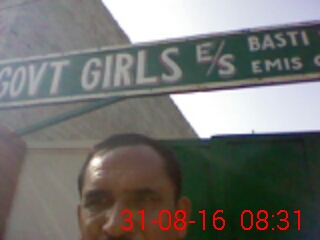 GOVT GIRLS E/S BASTI
EMIS
31-08-16 08:31